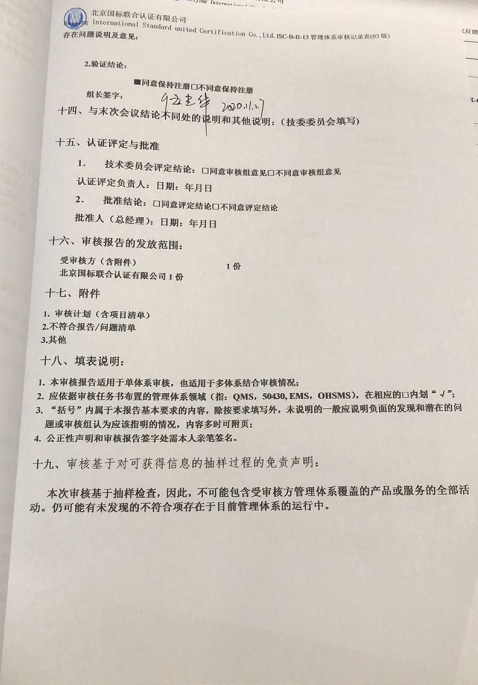 北京国标联合认证有限公司
International Standard united Certification Co.,Ltd. ISC-B-II-13 管理体系审核记录表(03 版)
存在问题说明及意见:
2.验证结论:
■同意保持注册□不同意保持注册
组长签字: 2020.11.27
十四、与末次会议结论不同处的说明和其他说明:(技委委员会填写)
十五、认证评定与批准
1. 技术委员会评定结论:□同意审核组意见□不同意审核组意见
认证评定负责人:日期:年月日
2. 批准结论:□同意评定结论□不同意评定结论
批准人(总经理):日期:年月日
十六、审核报告的发放范围:
受审核方(含附件) 1 份
北京国标联合认证有限公司 1 份
十七、附件
1. 审核计划(含项目清单)
2.不符合报告/问题清单
3.其他
十八、填表说明:
1. 本审核报告适用于单体系审核,也适用于多体系结合审核情况;
2. 应依据审核任务书布置的管理体系领域(指:QMS,50430, EMS,OHSMS),在相应的□内划“√”;
3. “括号”内属于本报告基本要求的内容,除按要求填写外,未说明的一般应说明负面的发现和潜在的问
题或审核组认为应该指明的情况,内容多时可附页;
4. 公正性声明和审核报告签字处需本人亲笔签名。
十九、审核基于对可获得信息的抽样过程的免责声明:
本次审核基于抽样检查,因此,不可能包含受审核方管理体系覆盖的产品或服务的全部活
动。仍可能有未发现的不符合项存在于目前管理体系的运行中。